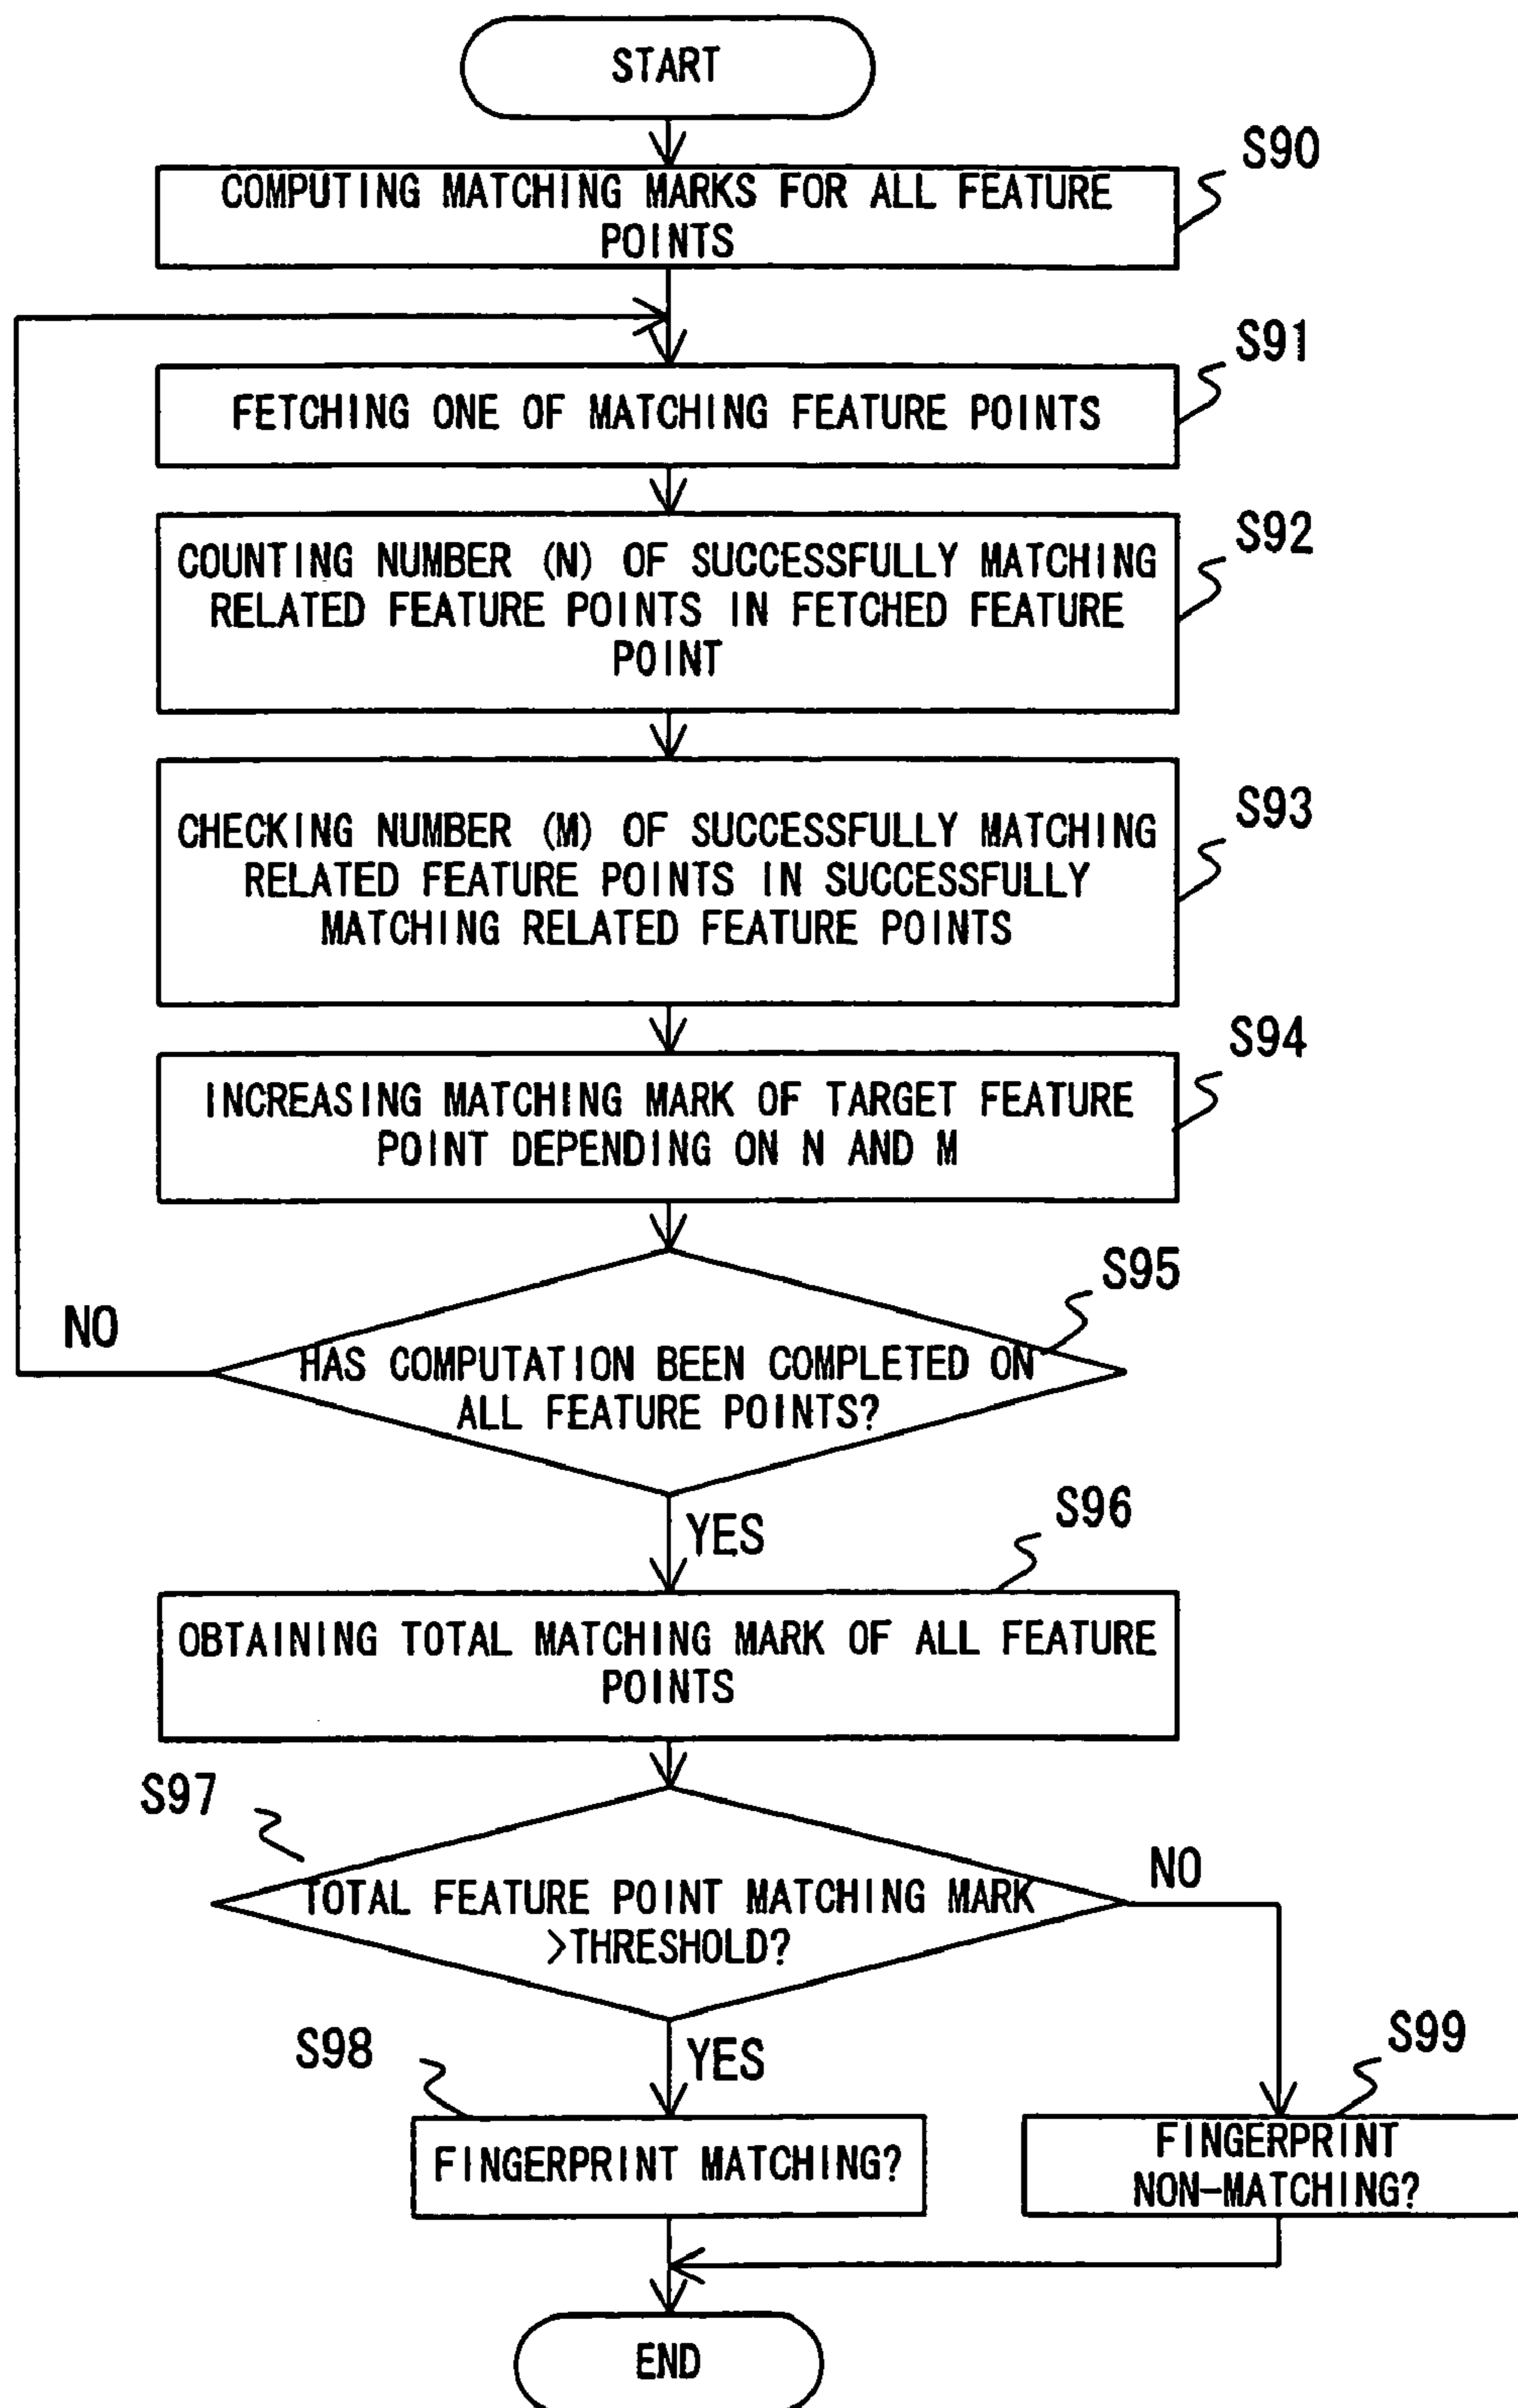 START
S90
COMPUTING MATCHING MARKS FOR ALL FEATURE
POINTS
S91
FETCHING ONE OF MATCHING FEATURE POINTS
S92
COUNTING NUMBER (N) OF SUCCESSFULLY MATCHING
RELATED FEATURE POINTS IN FETCHED FEATURE
POINT
S93
CHECKING NUMBER (M) OF SUCCESSFULLY MATCHING
RELATED FEATURE POINTS IN SUCCESSFULLY
MATCHING RELATED FEATURE POINTS
S94
INCREASING MATCHING MARK OF TARGET FEATURE
POINT DEPENDING ON N AND M
S95
NO
HAS COMPUTATION BEEN COMPLETED ON
ALL FEATURE POINTS?
YES
S96
OBTAINING TOTAL MATCHING MARK OF ALL FEATURE
POINTS
S97
NO
TOTAL FEATURE POINT MATCHING MARK
>THRESHOLD?
YES
S98
S99
FINGERPRINT MATCHING?
FINGERPRINT
NON-MATCHING?
END